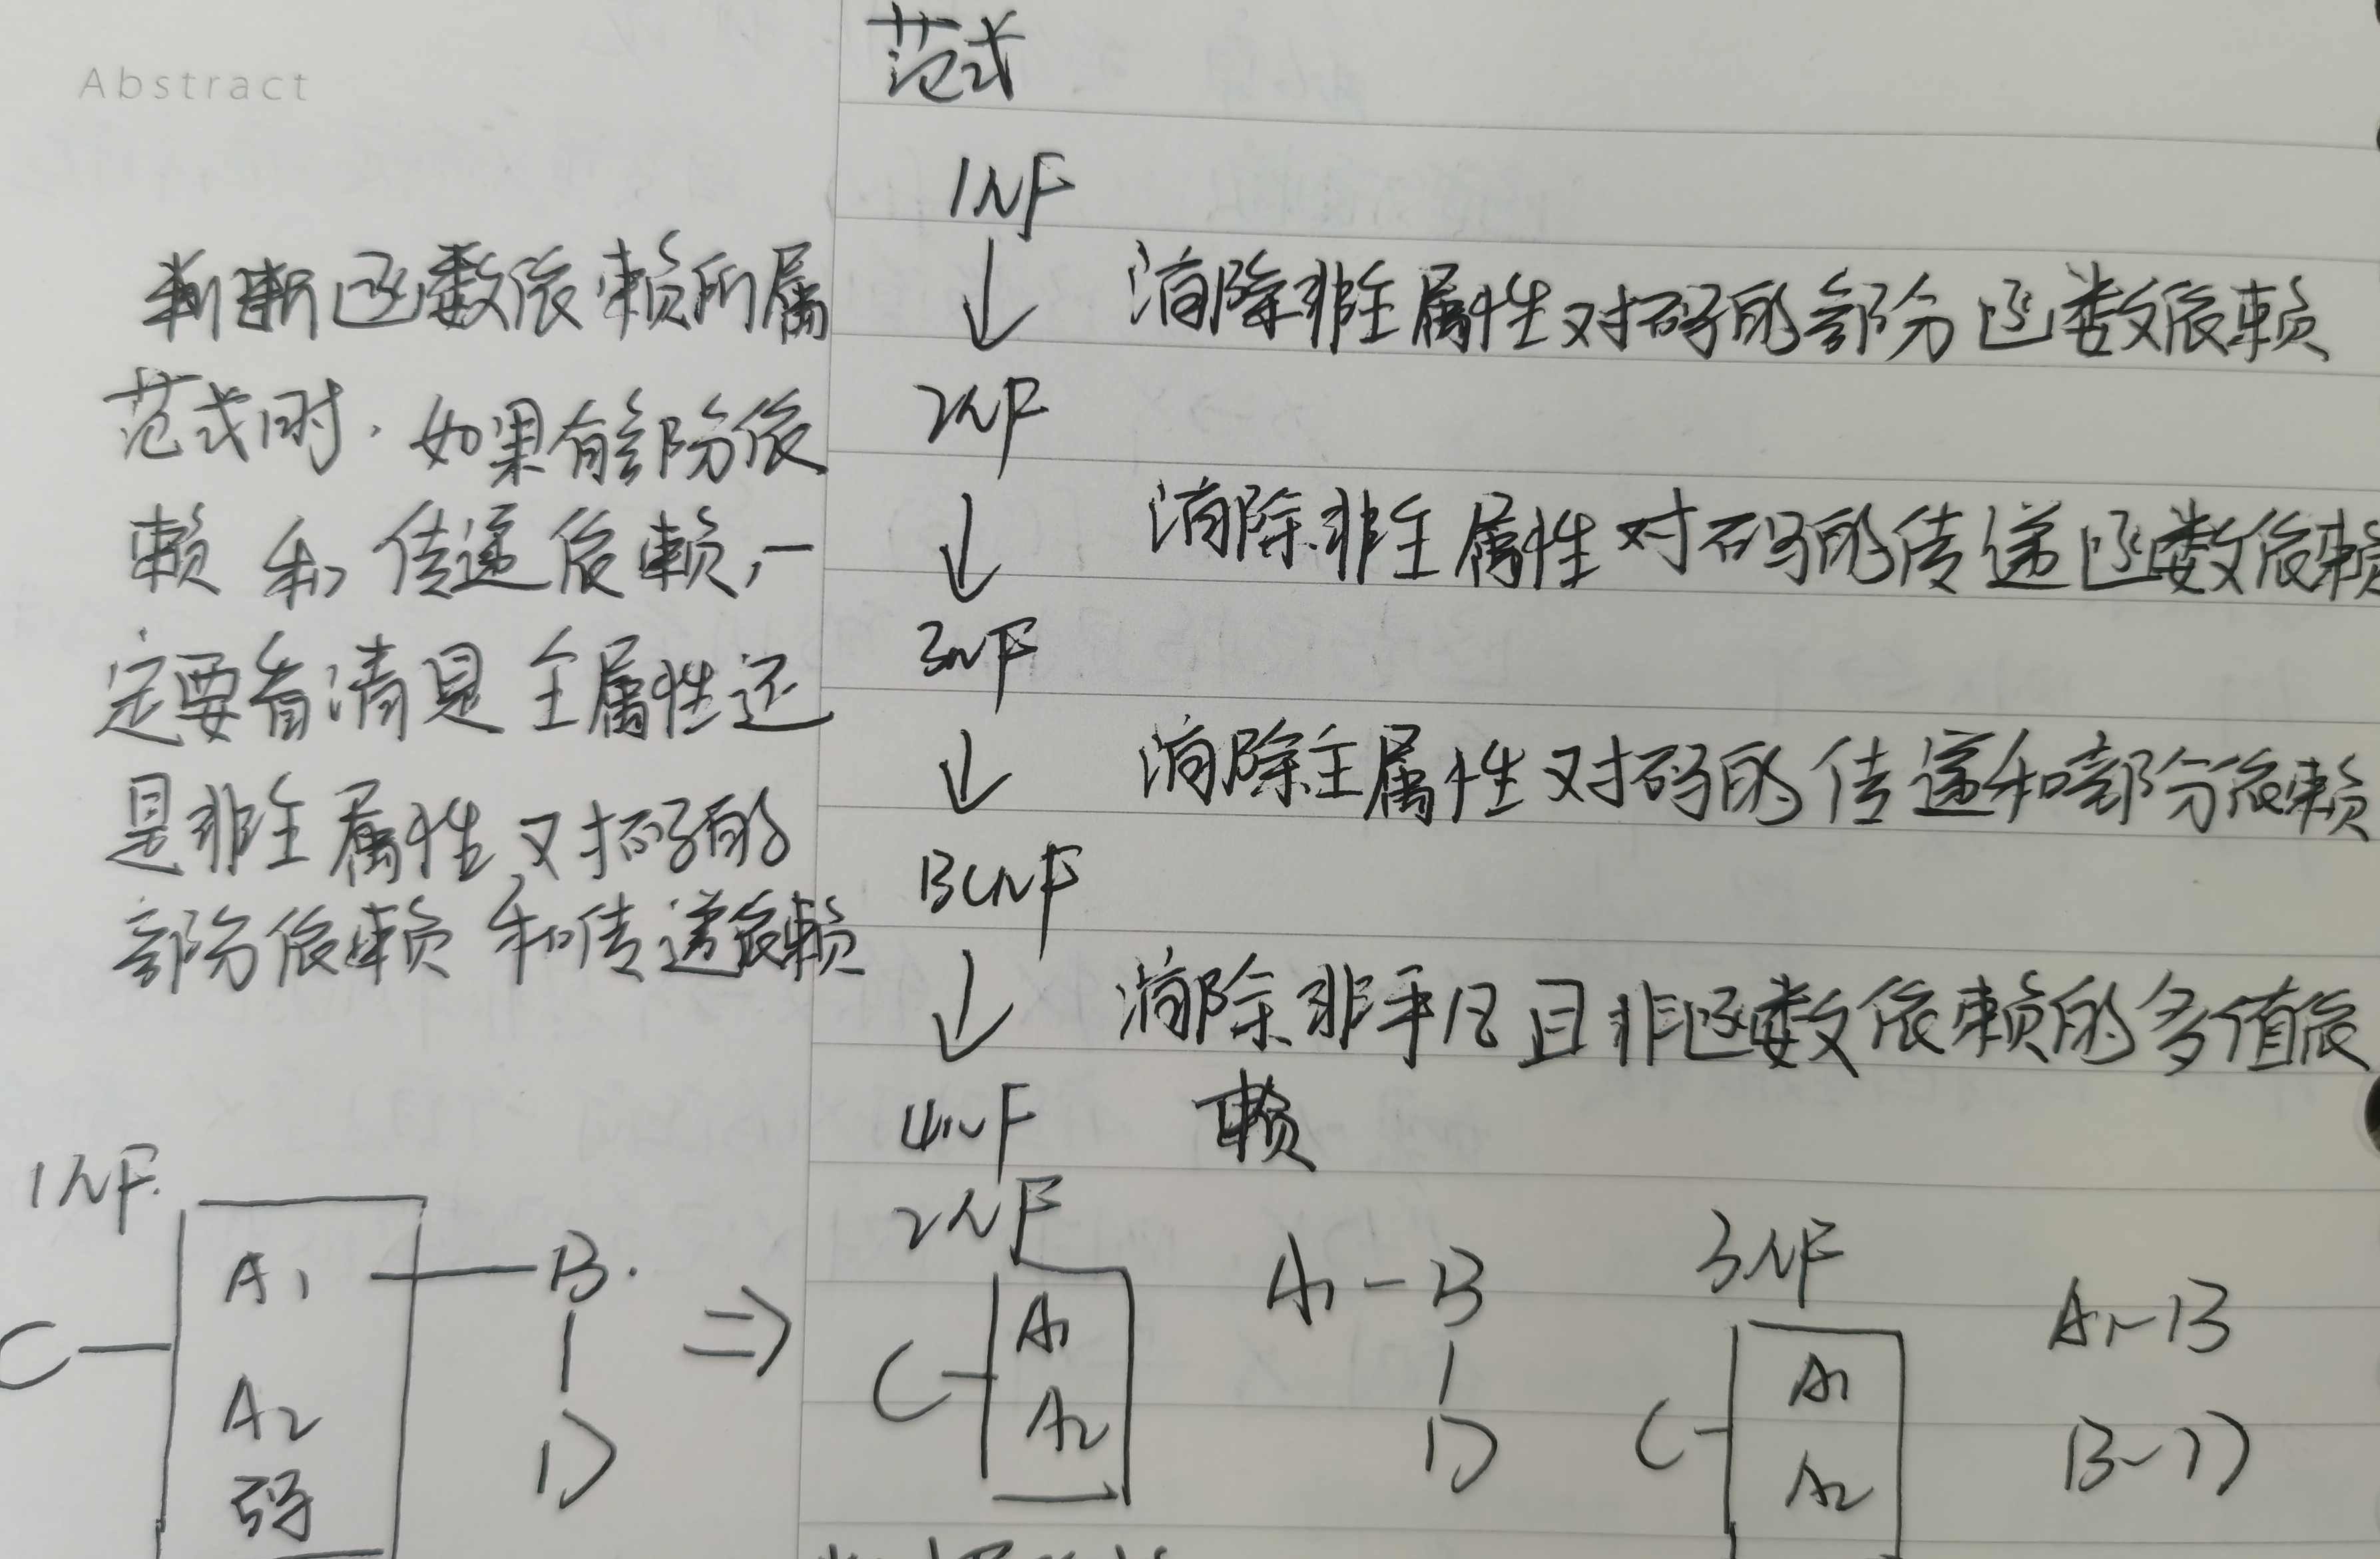 Abstract
判断函数依赖所属
范式时.如果有部分依
赖和传递依赖,一
定要看清是主属性还
是非主属性对码的
部分依赖和传递依赖
范式
1NF
↓ 消除非主属性对码的部分函数依赖
2NF
↓ 消除非主属性对码的传递函数依赖
3NF
↓ 消除主属性对码的传递和部分依赖
BCNF
↓ 消除非平凡且非函数依赖的多值依
4NF 赖
1NF.
C A1 B.
A2 D
码
⇒
2NF
C A1 A1-B
A2 D
3NF
C A1 A1-B
A2 B-D